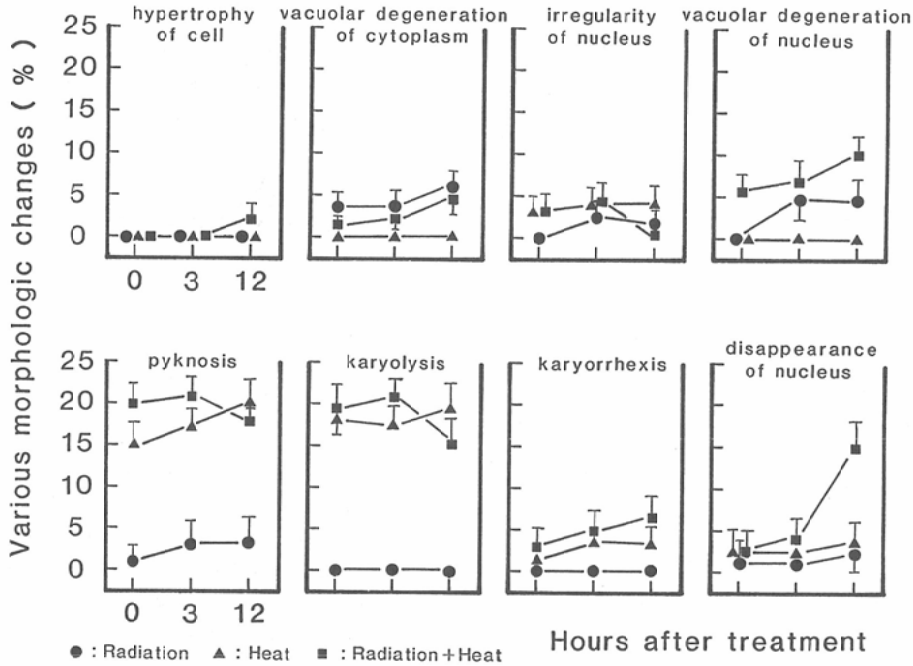 Various morphologic changes ( % )
hypertrophy
of cell
vacuolar degeneration
of cytoplasm
irregularity
of nucleus
vacuolar degeneration
of nucleus
25
20
15
10
5
0
0 3 12
pyknosis
karyolysis
karyorrhexis
disappearance
of nucleus
25
20
15
10
5
0
0 3 12
Hours after treatment
● : Radiation ▲ : Heat ■ : Radiation+Heat